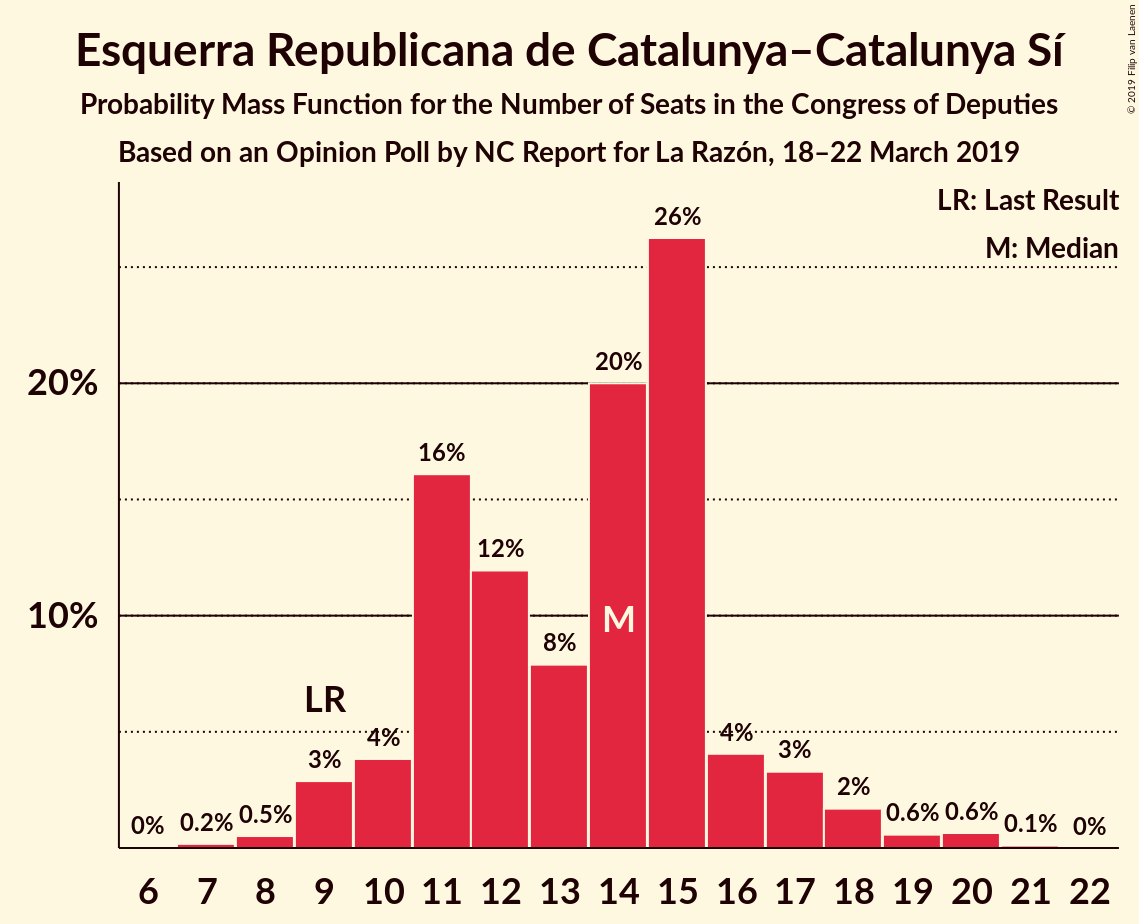 Esquerra Republicana de Catalunya–Catalunya Sí
Probability Mass Function for the Number of Seats in the Congress of Deputies
Based on an Opinion Poll by NC Report for La Razón, 18–22 March 2019
© 2019 Filip van Laenen
LR: Last Result
M: Median
26%
20%
20%
16%
12%
10%
M
8%
LR
4%
4%
3%
3%
2%
0%
0.2%
0.5%
0.6%
0.6%
0.1%
0%
6 7 8 9 10 11 12 13 14 15 16 17 18 19 20 21 22